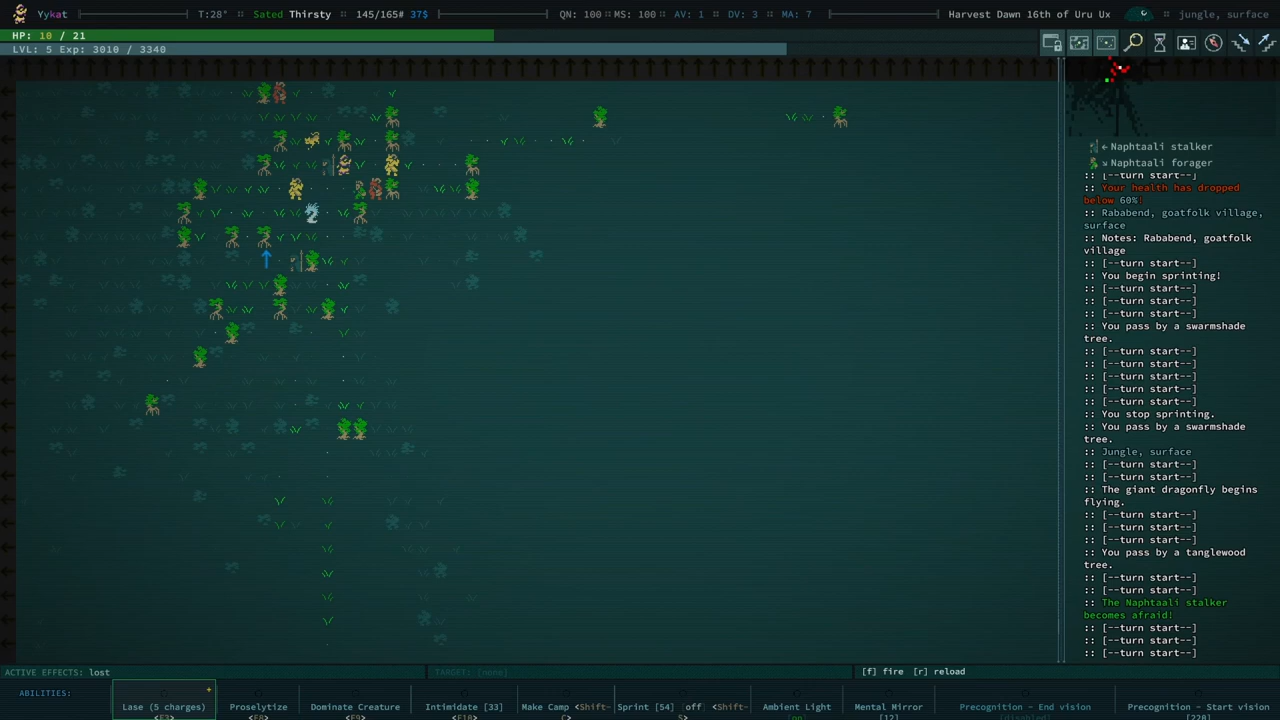 Yykat T:28° Sated Thirsty 145/165# 37$ QN: 100 MS: 100 AV: 1 DV: 3 MA: 7 Harvest Dawn 16th of Uru Ux jungle, surface
HP: 10 / 21
LVL: 5 Exp: 3010 / 3340
Naphtaali stalker
Naphtaali forager
:: [--turn start--]
:: Your health has dropped
below 60%!
:: Rababend, goatfolk village,
surface
:: Notes: Rababend, goatfolk
village
:: [--turn start--]
:: You begin sprinting!
:: [--turn start--]
:: [--turn start--]
:: [--turn start--]
:: You pass by a swarmshade
tree.
:: [--turn start--]
:: [--turn start--]
:: [--turn start--]
:: [--turn start--]
:: [--turn start--]
:: You stop sprinting.
:: You pass by a swarmshade
tree.
:: Jungle, surface
:: [--turn start--]
:: [--turn start--]
:: The giant dragonfly begins
flying.
:: [--turn start--]
:: [--turn start--]
:: [--turn start--]
:: You pass by a tanglewood
tree.
:: [--turn start--]
:: [--turn start--]
:: The Naphtaali stalker
becomes afraid!
:: [--turn start--]
:: [--turn start--]
:: [--turn start--]
ACTIVE EFFECTS: lost TARGET: [none] [f] fire [r] reload
ABILITIES: Lase (5 charges) Proselytize Dominate Creature Intimidate [33] Make Camp <Shift- Sprint [54] [off] <Shift- Ambient Light Mental Mirror Precognition - End vision Precognition - Start vision